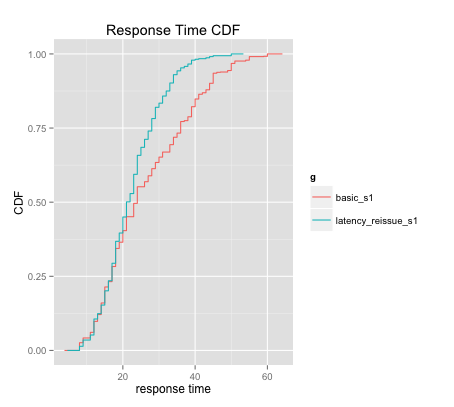 Response Time CDF
1.00
0.75
0.50
0.25
0.00
CDF
20
40
60
response time
g
basic_s1
latency_reissue_s1